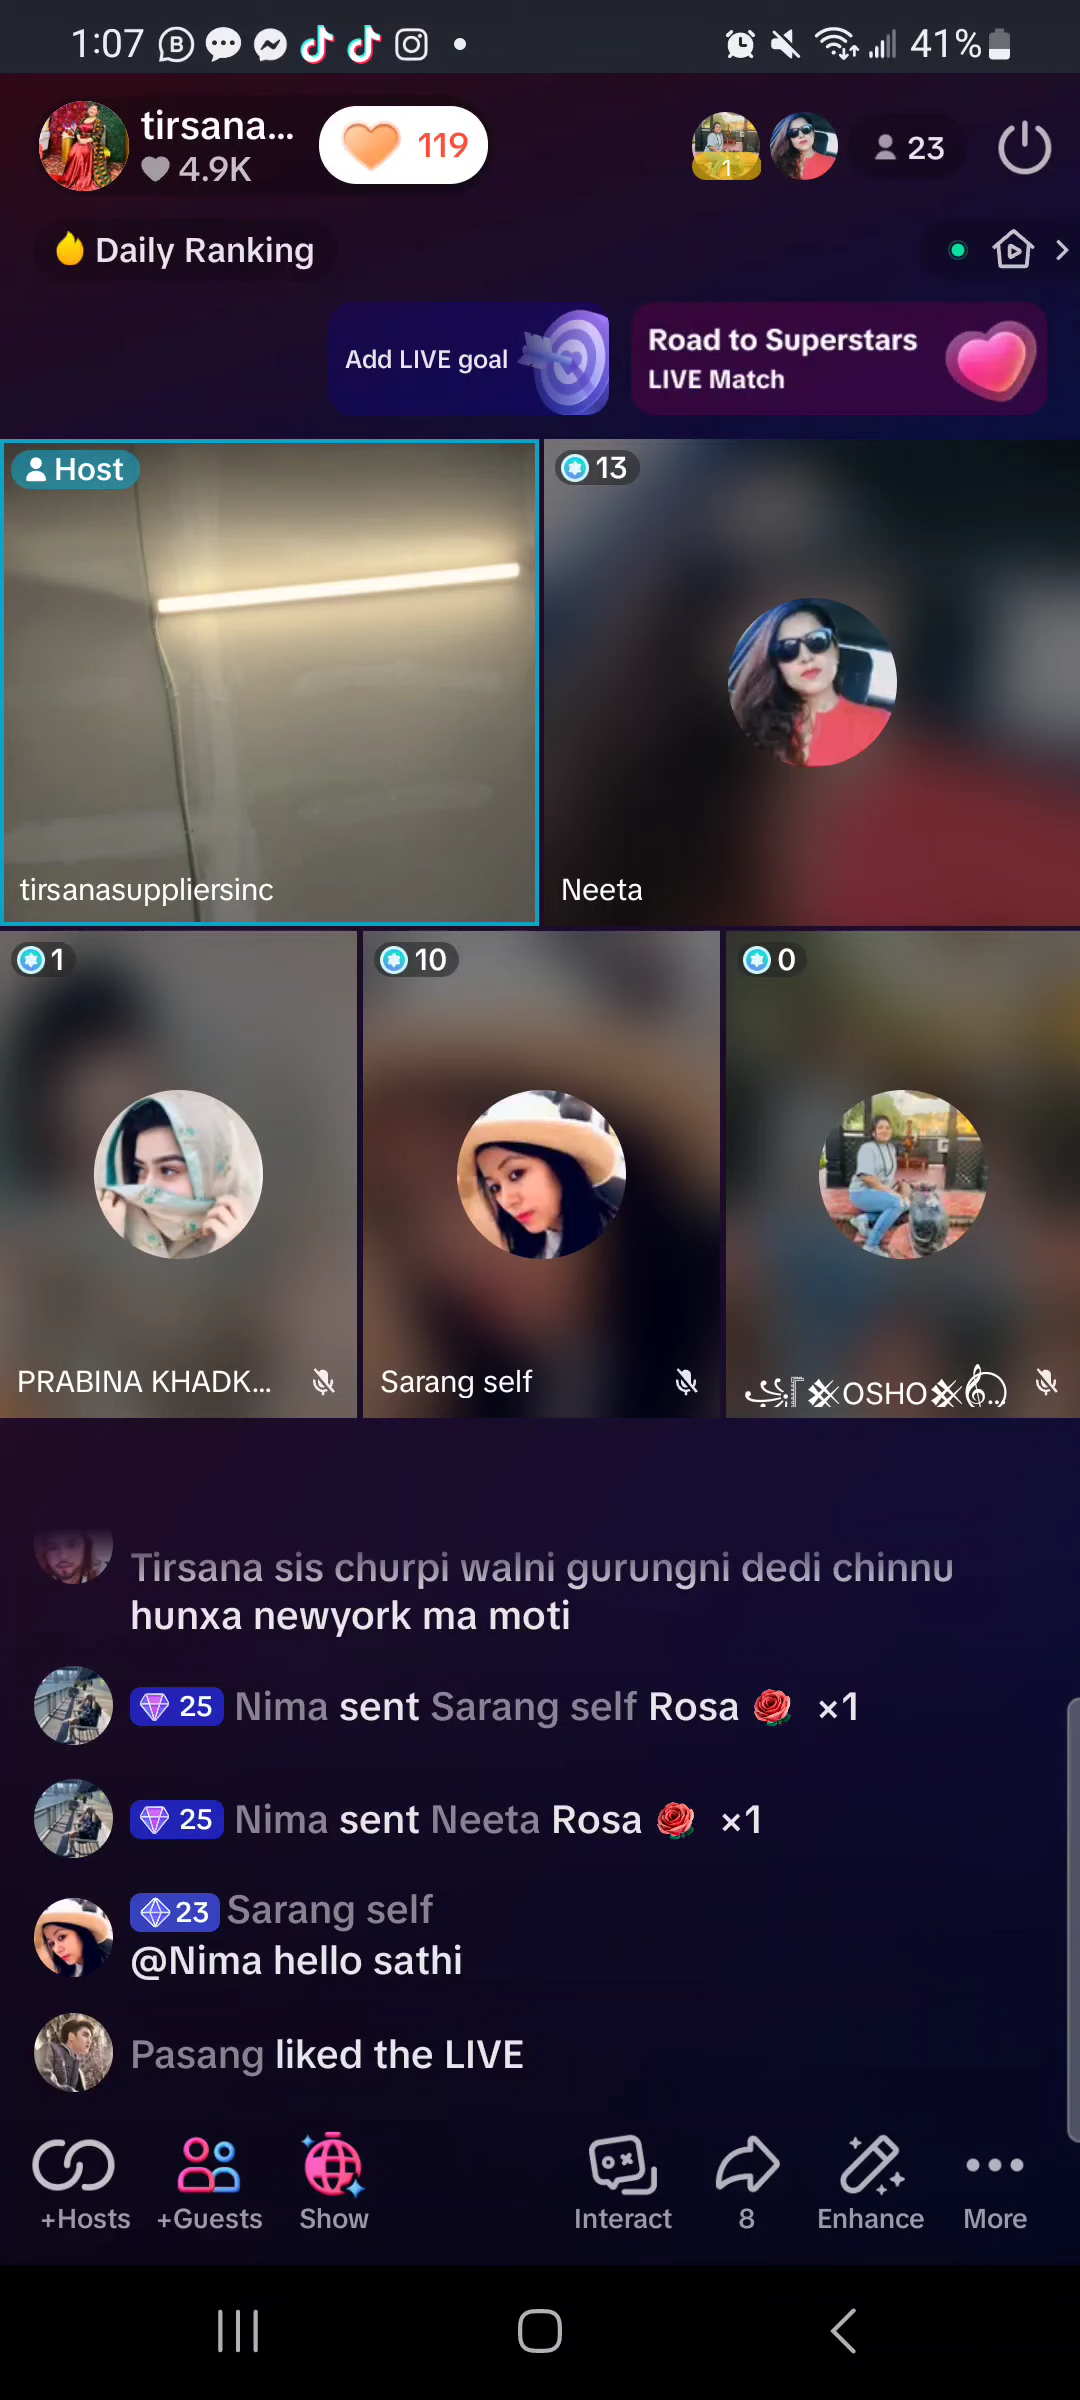 1:07
41%
tirsana...
4.9K
119
1
23
Daily Ranking
Add LIVE goal
Road to Superstars
LIVE Match
Host
13
tirsanasuppliersinc
Neeta
1
10
0
PRABINA KHADK...
Sarang self
OSHO
Tirsana sis churpi walni gurungni dedi chinnu
hunxa newyork ma moti
25 Nima sent Sarang self Rosa 🌹 ×1
25 Nima sent Neeta Rosa 🌹 ×1
23 Sarang self
@Nima hello sathi
Pasang liked the LIVE
+Hosts
+Guests
Show
Interact
8
Enhance
More